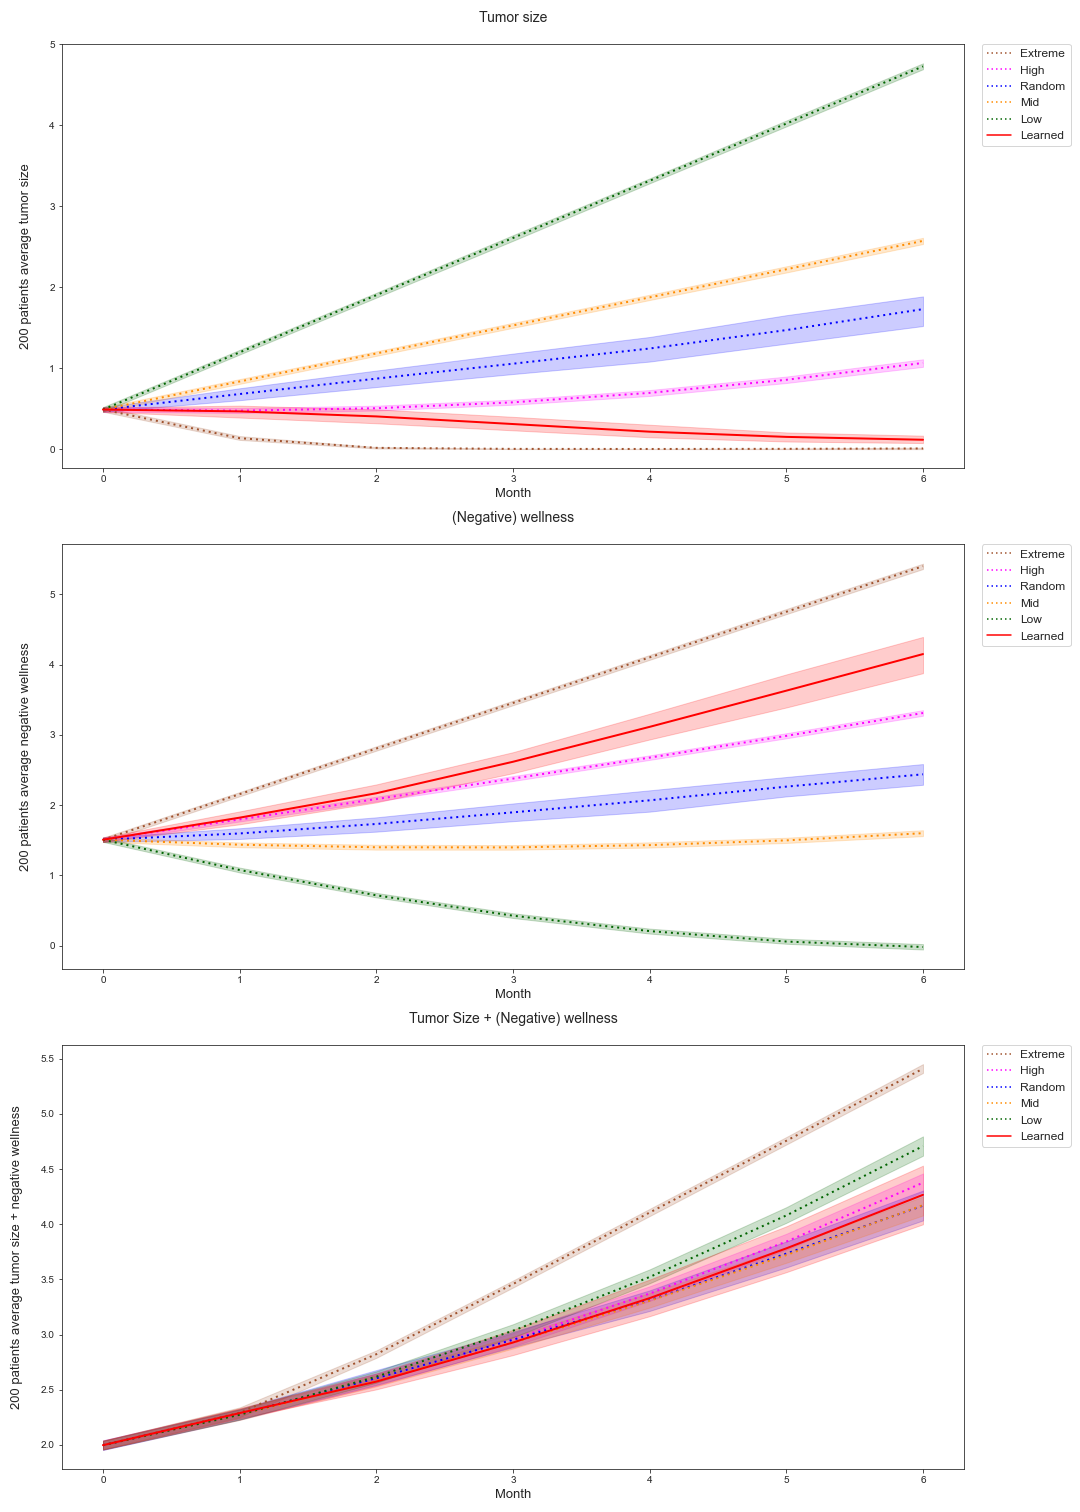 Tumor size
200 patients average tumor size
5
4
3
2
1
0
0 1 2 3 4 5 6
Month
Extreme
High
Random
Mid
Low
Learned
(Negative) wellness
200 patients average negative wellness
5
4
3
2
1
0
0 1 2 3 4 5 6
Month
Extreme
High
Random
Mid
Low
Learned
Tumor Size + (Negative) wellness
200 patients average tumor size + negative wellness
5.5
5.0
4.5
4.0
3.5
3.0
2.5
2.0
0 1 2 3 4 5 6
Month
Extreme
High
Random
Mid
Low
Learned